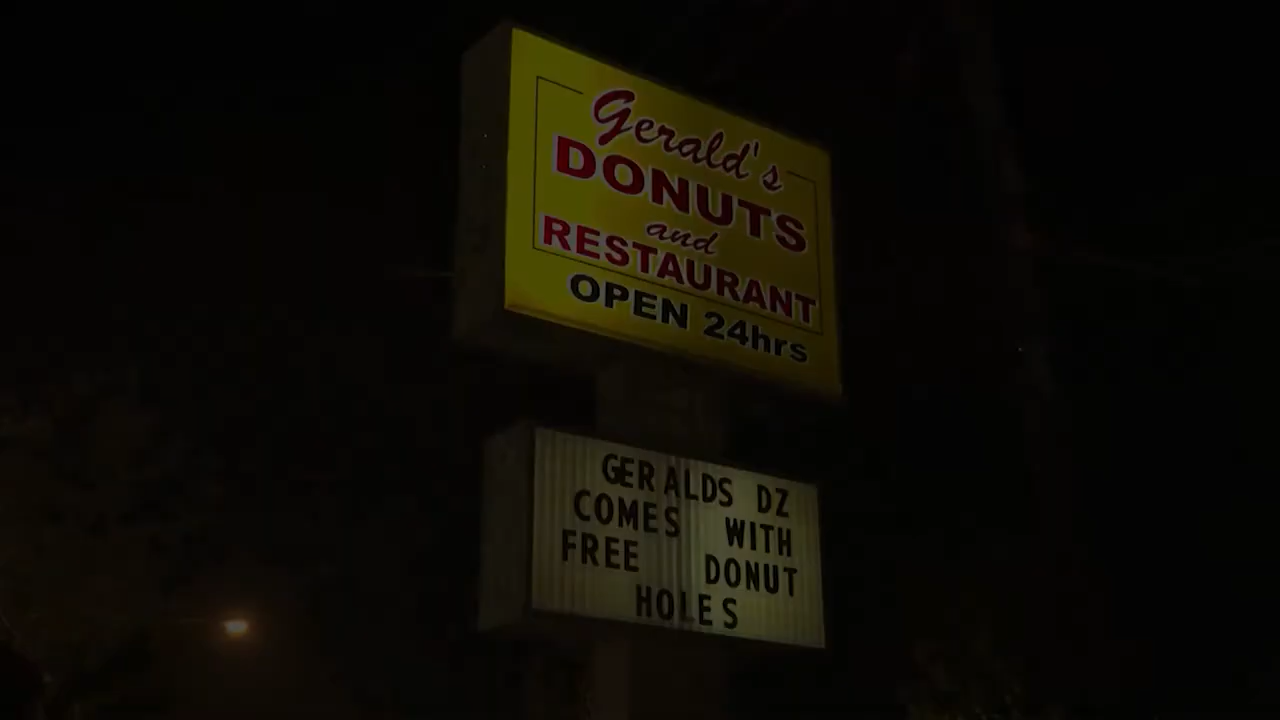 Gerald's
DONUTS
and
RESTAURANT
OPEN 24hrs
GERALDS DZ
COMES WITH
FREE DONUT
HOLES